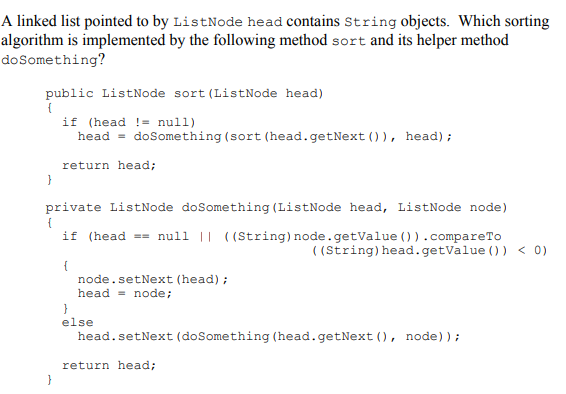 A linked list pointed to by ListNode head contains String objects. Which sorting
algorithm is implemented by the following method sort and its helper method
doSomething?
public ListNode sort(ListNode head)
{
if (head != null)
head = doSomething(sort(head.getNext()), head);
return head;
}
private ListNode doSomething(ListNode head, ListNode node)
{
if (head == null || ((String)node.getValue()).compareTo
((String)head.getValue()) < 0)
{
node.setNext(head);
head = node;
}
else
head.setNext(doSomething(head.getNext(), node));
return head;
}